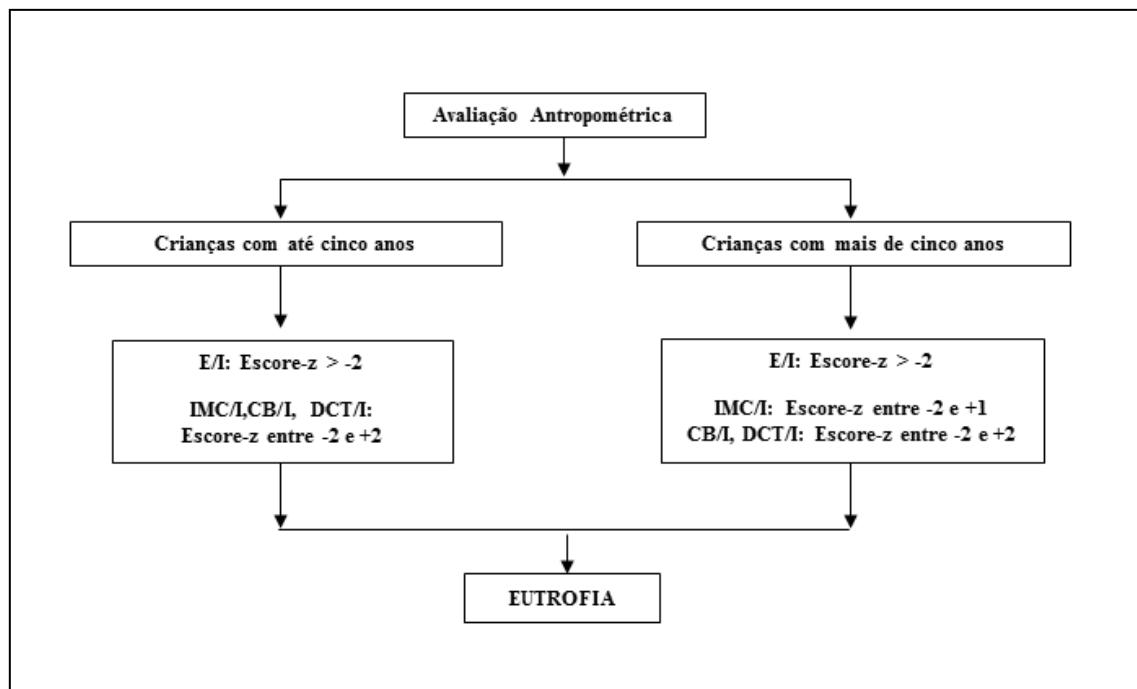 Avaliação Antropométrica
Crianças com até cinco anos
Crianças com mais de cinco anos
E/I: Escore-z > -2
IMC/I,CB/I, DCT/I:
Escore-z entre -2 e +2
E/I: Escore-z > -2
IMC/I: Escore-z entre -2 e +1
CB/I, DCT/I: Escore-z entre -2 e +2
EUTROFIA